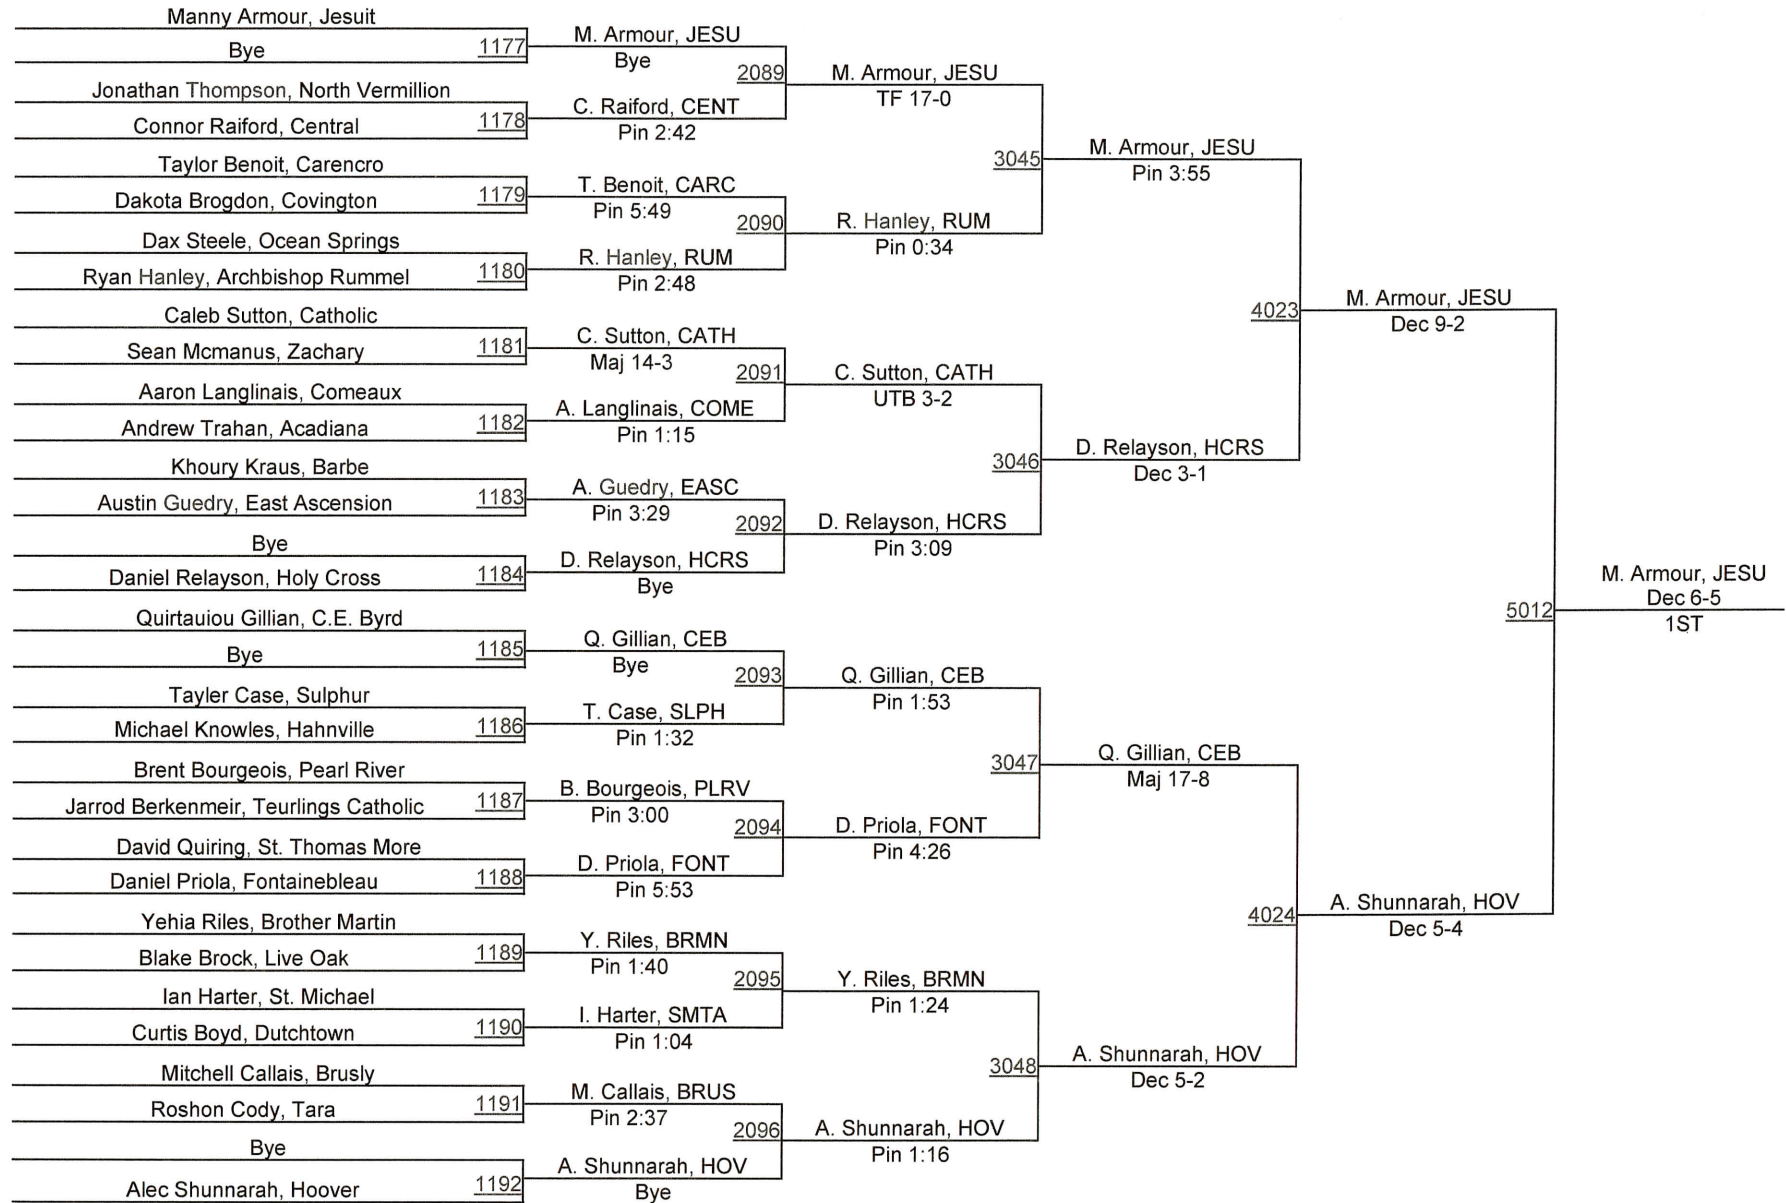 Manny Armour, Jesuit
Bye
1177
M. Armour, JESU
Bye
2089
M. Armour, JESU
TF 17-0
Jonathan Thompson, North Vermillion
Connor Raiford, Central
1178
C. Raiford, CENT
Pin 2:42
3045
M. Armour, JESU
Pin 3:55
Taylor Benoit, Carencro
Dakota Brogdon, Covington
1179
T. Benoit, CARC
Pin 5:49
2090
R. Hanley, RUM
Pin 0:34
Dax Steele, Ocean Springs
Ryan Hanley, Archbishop Rummel
1180
R. Hanley, RUM
Pin 2:48
4023
M. Armour, JESU
Dec 9-2
Caleb Sutton, Catholic
Sean Mcmanus, Zachary
1181
C. Sutton, CATH
Maj 14-3
2091
C. Sutton, CATH
UTB 3-2
Aaron Langlinais, Comeaux
Andrew Trahan, Acadiana
1182
A. Langlinais, COME
Pin 1:15
3046
D. Relayson, HCRS
Dec 3-1
Khoury Kraus, Barbe
Austin Guedry, East Ascension
1183
A. Guedry, EASC
Pin 3:29
2092
D. Relayson, HCRS
Pin 3:09
Bye
Daniel Relayson, Holy Cross
1184
D. Relayson, HCRS
Bye
5012
M. Armour, JESU
Dec 6-5
1ST
Quirtauiou Gillian, C.E. Byrd
Bye
1185
Q. Gillian, CEB
Bye
2093
Q. Gillian, CEB
Pin 1:53
Tayler Case, Sulphur
Michael Knowles, Hahnville
1186
T. Case, SLPH
Pin 1:32
3047
Q. Gillian, CEB
Maj 17-8
Brent Bourgeois, Pearl River
Jarrod Berkenmeir, Teurlings Catholic
1187
B. Bourgeois, PLRV
Pin 3:00
2094
D. Priola, FONT
Pin 4:26
David Quiring, St. Thomas More
Daniel Priola, Fontainebleau
1188
D. Priola, FONT
Pin 5:53
4024
A. Shunnarah, HOV
Dec 5-4
Yehia Riles, Brother Martin
Blake Brock, Live Oak
1189
Y. Riles, BRMN
Pin 1:40
2095
Y. Riles, BRMN
Pin 1:24
Ian Harter, St. Michael
Curtis Boyd, Dutchtown
1190
I. Harter, SMTA
Pin 1:04
3048
A. Shunnarah, HOV
Dec 5-2
Mitchell Callais, Brusly
Roshon Cody, Tara
1191
M. Callais, BRUS
Pin 2:37
2096
A. Shunnarah, HOV
Pin 1:16
Bye
Alec Shunnarah, Hoover
1192
A. Shunnarah, HOV
Bye